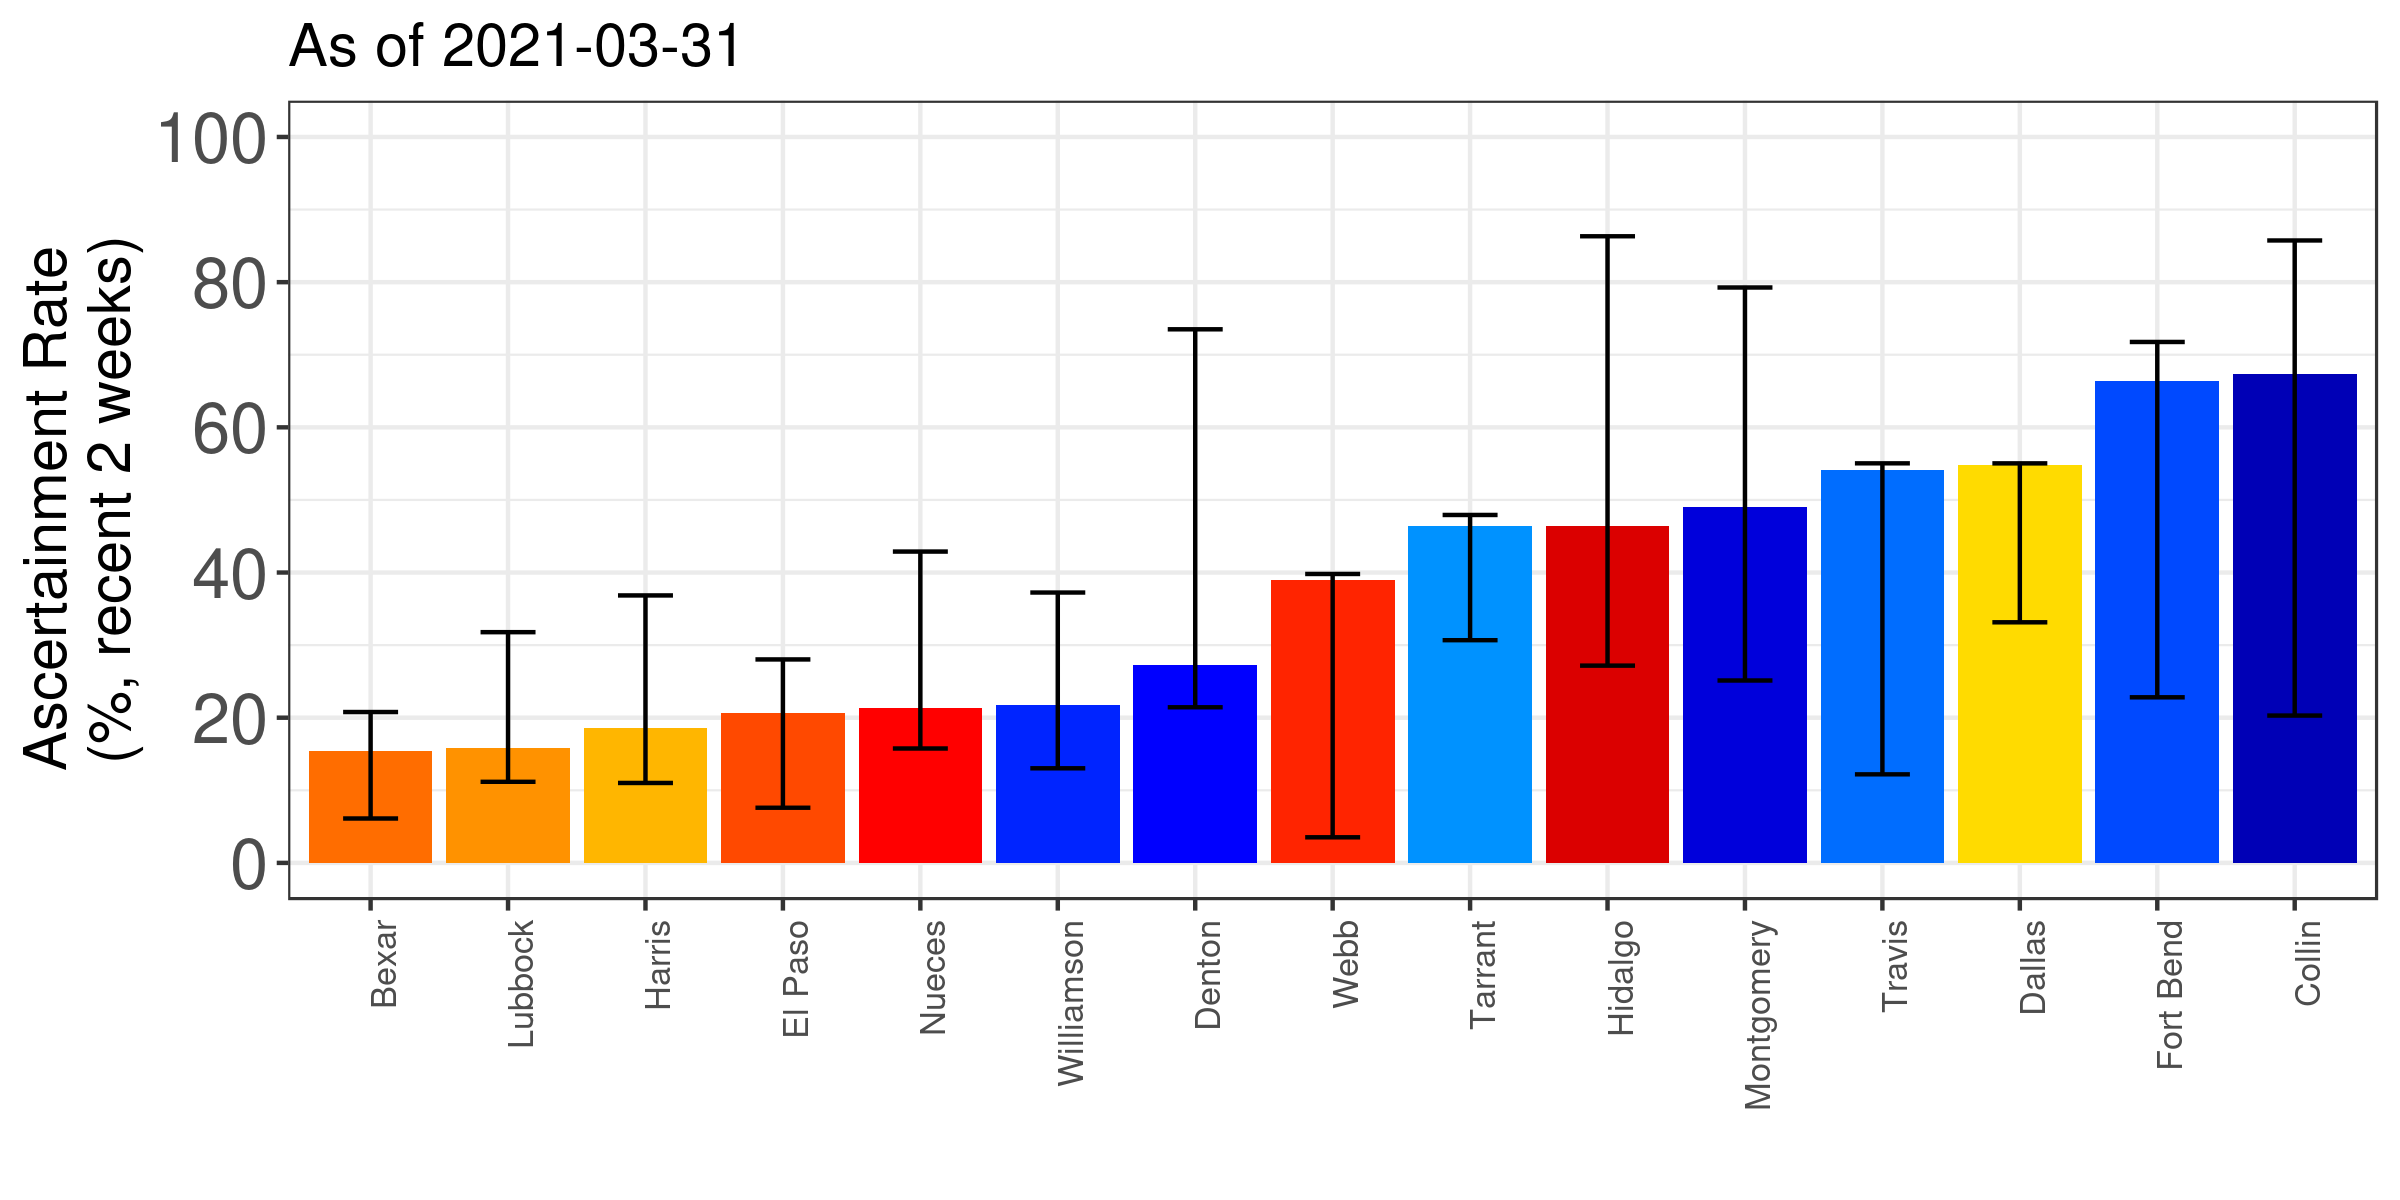 As of 2021-03-31
Ascertainment Rate
(%, recent 2 weeks)
100
80
60
40
20
0
Bexar
Lubbock
Harris
El Paso
Nueces
Williamson
Denton
Webb
Tarrant
Hidalgo
Montgomery
Travis
Dallas
Fort Bend
Collin